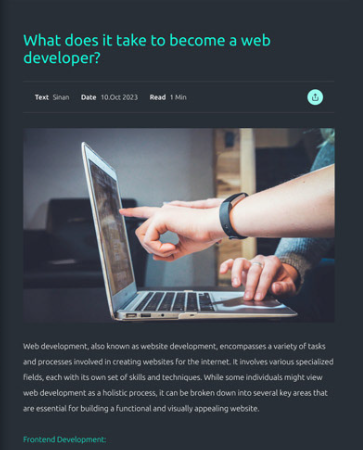 What does it take to become a web
developer?
Text Sinan Date 10.Oct 2023 Read 1 Min
Web development, also known as website development, encompasses a variety of tasks
and processes involved in creating websites for the internet. It involves various specialized
fields, each with its own set of skills and techniques. While some individuals might view
web development as a holistic process, it can be broken down into several key areas that
are essential for building a functional and visually appealing website.
Frontend Development: